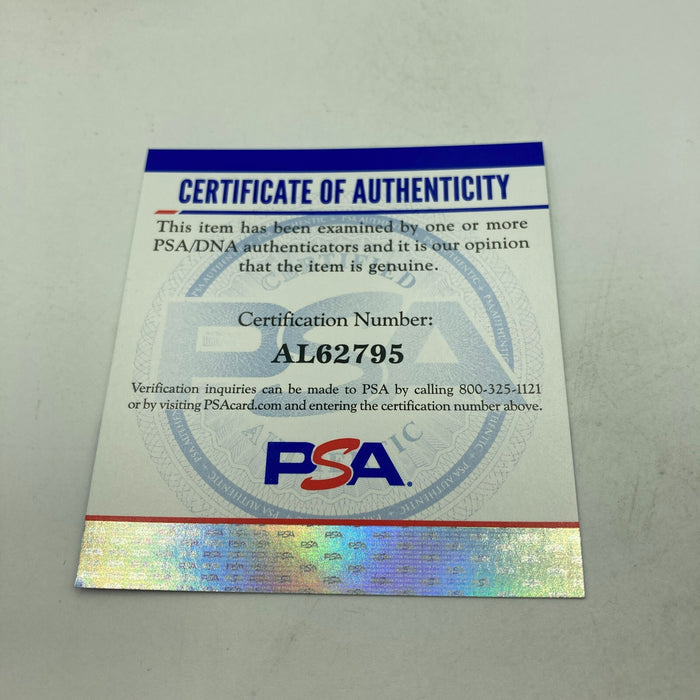 CERTIFICATE OF AUTHENTICITY
This item has been examined by one or more
PSA/DNA authenticators and it is our opinion
that the item is genuine.
Certification Number:
AL62795
Verification inquiries can be made to PSA by calling 800-325-1121
or by visiting PSAcard.com and entering the certification number above.
PSA.